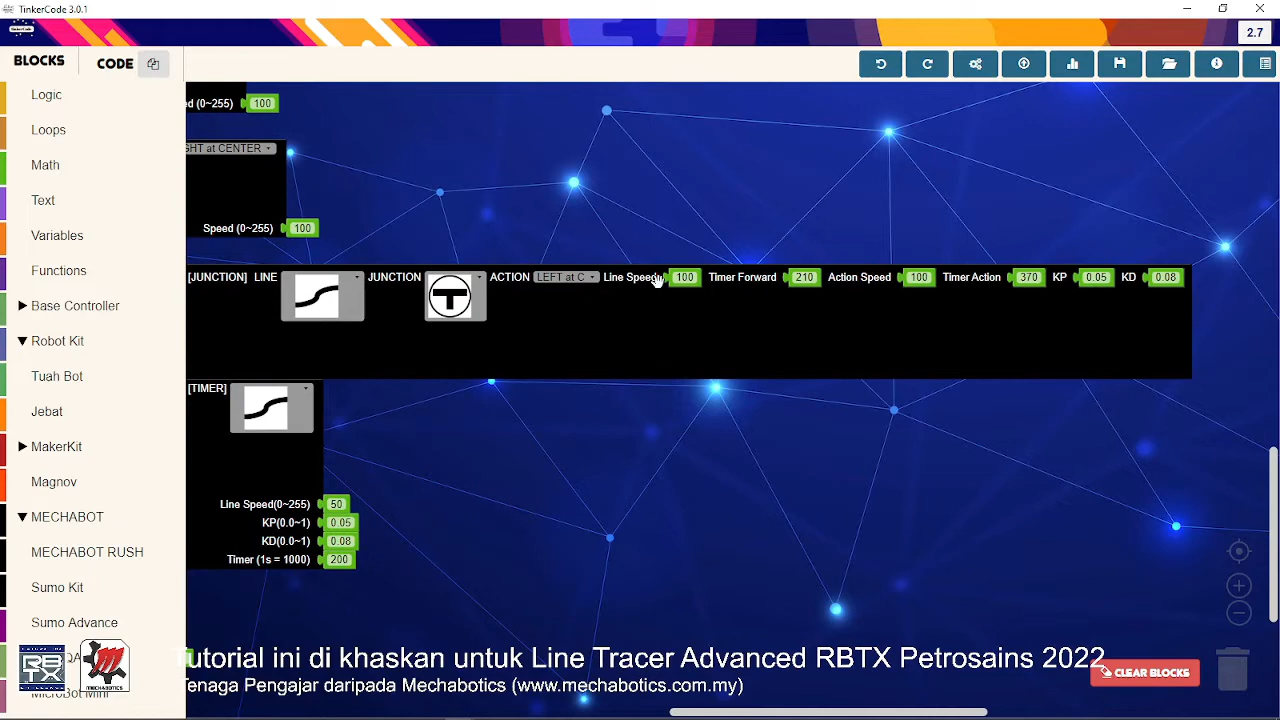 TinkerCode 3.0.1
2.7
BLOCKS
CODE
Logic
Loops
Math
Text
Variables
Functions
Base Controller
Robot Kit
Tuah Bot
Jebat
MakerKit
Magnov
MECHABOT
MECHABOT RUSH
Sumo Kit
Sumo Advance
ed (0~255) 100
GHT at CENTER
Speed (0~255) 100
[JUNCTION] LINE JUNCTION ACTION LEFT at C Line Speed 100 Timer Forward 210 Action Speed 100 Timer Action 370 KP 0.05 KD 0.08
T
[TIMER]
Line Speed(0~255) 50
KP(0.0~1) 0.05
KD(0.0~1) 0.08
Timer (1s = 1000) 200
RBTX
MECHABOTICS
Tutorial ini di khaskan untuk Line Tracer Advanced RBTX Petrosains 2022
Tenaga Pengajar daripada Mechabotics (www.mechabotics.com.my)
CLEAR BLOCKS